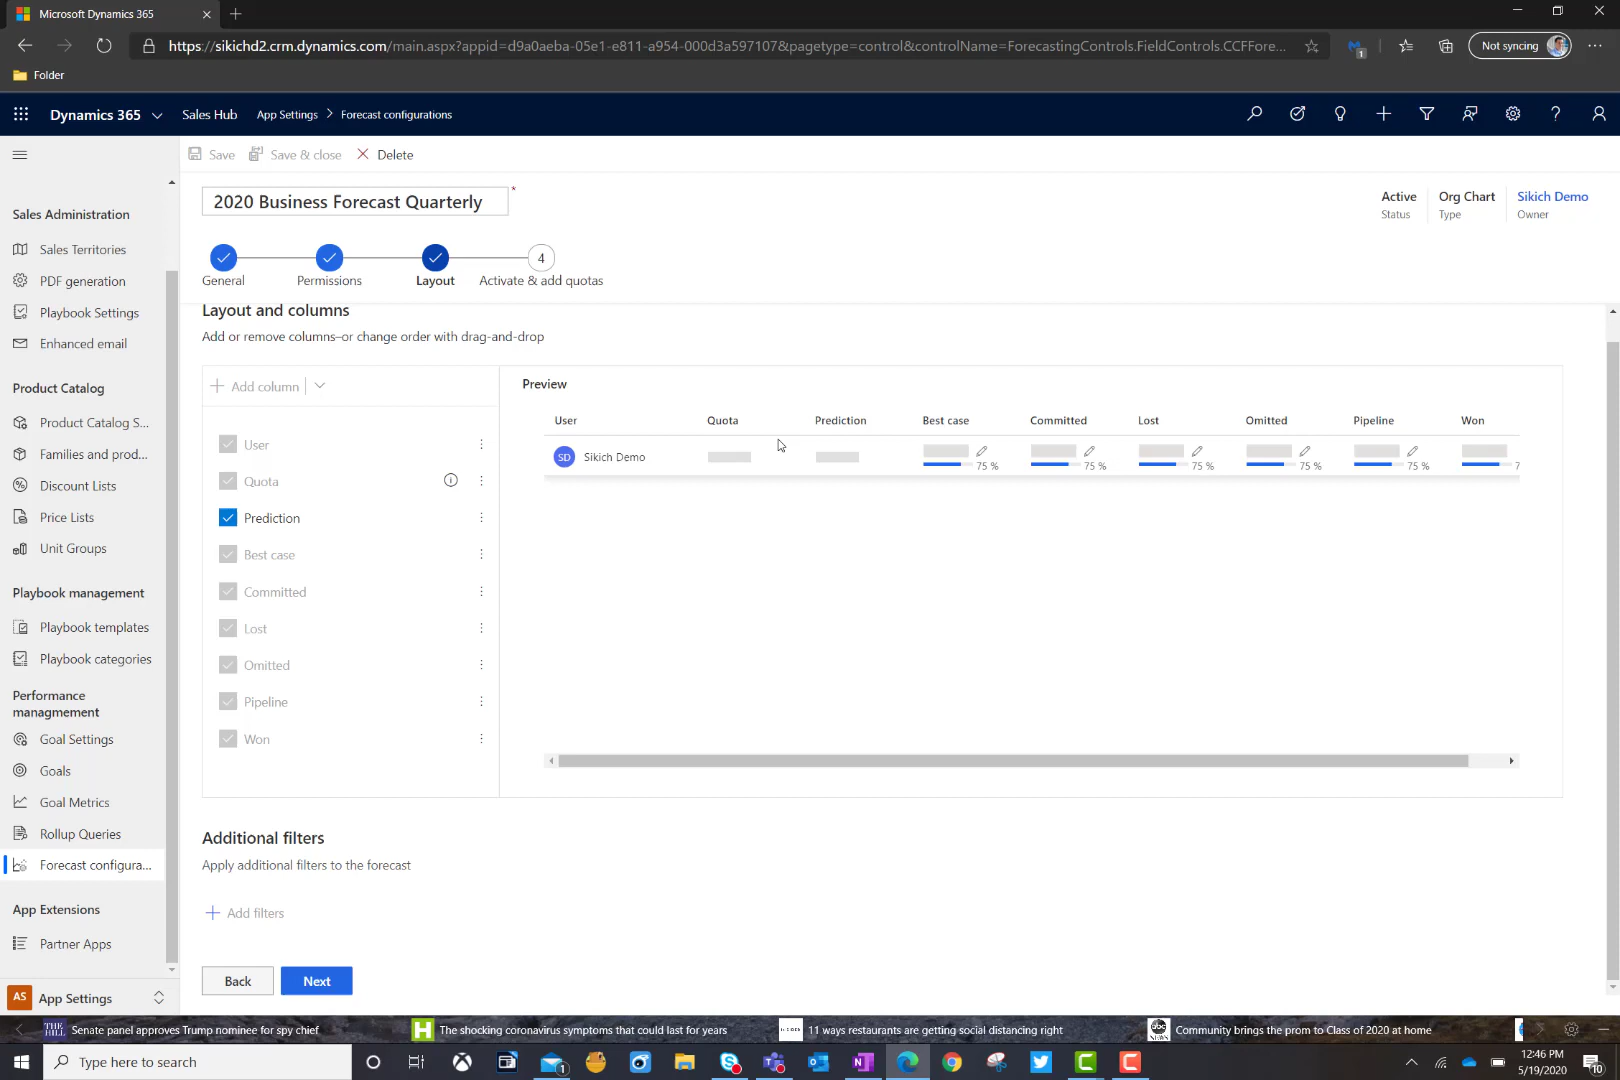 Microsoft Dynamics 365
https://sikichd2.crm.dynamics.com/main.aspx?appid=d9a0aeba-05e1-e811-a954-000d3a597107&pagetype=control&controlName=ForecastingControls.FieldControls.CCFFore...
1
Not syncing
Folder
Dynamics 365
Sales Hub
App Settings > Forecast configurations
Save
Save & close
Delete
2020 Business Forecast Quarterly
*
Active
Status
Org Chart
Type
Sikich Demo
Owner
General
Permissions
Layout
4
Activate & add quotas
Sales Administration
Sales Territories
PDF generation
Playbook Settings
Enhanced email
Product Catalog
Product Catalog S...
Families and prod...
Discount Lists
Price Lists
Unit Groups
Playbook management
Playbook templates
Playbook categories
Performance
managmement
Goal Settings
Goals
Goal Metrics
Rollup Queries
Forecast configura...
App Extensions
Partner Apps
AS
App Settings
Layout and columns
Add or remove columns–or change order with drag-and-drop
Add column
User
Quota
Prediction
Best case
Committed
Lost
Omitted
Pipeline
Won
Preview
User Quota Prediction Best case Committed Lost Omitted Pipeline Won
SD Sikich Demo 75 % 75 % 75 % 75 % 75 % 7
Additional filters
Apply additional filters to the forecast
Add filters
Back
Next
THE HILL Senate panel approves Trump nominee for spy chief
H The shocking coronavirus symptoms that could last for years
11 ways restaurants are getting social distancing right
abc NEWS Community brings the prom to Class of 2020 at home
Type here to search
1
12:46 PM
5/19/2020
10